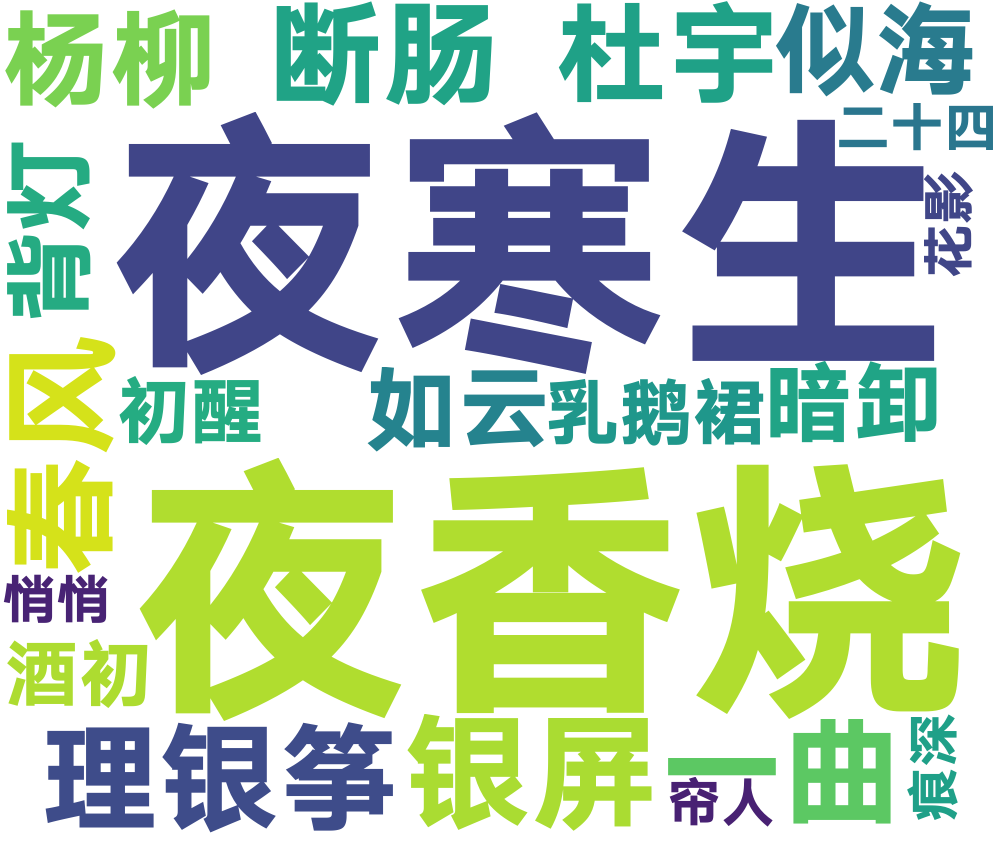 杨柳
断肠
杜宇
似海
二十四
背灯
夜寒生
花影
春风
初醒
如云
乳鹅裙
暗卸
夜香烧
悄悄
酒初
理银筝
银屏
一曲
帘人
痕深